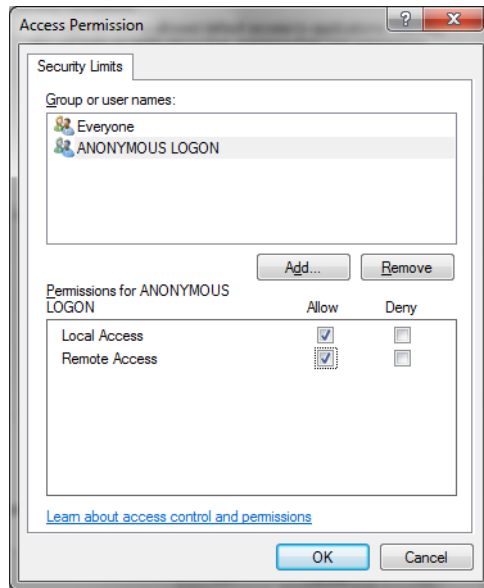 Access Permission
Security Limits
Group or user names:
Everyone
ANONYMOUS LOGON
Add... Remove
Permissions for ANONYMOUS
LOGON Allow Deny
Local Access
Remote Access
Learn about access control and permissions
OK Cancel